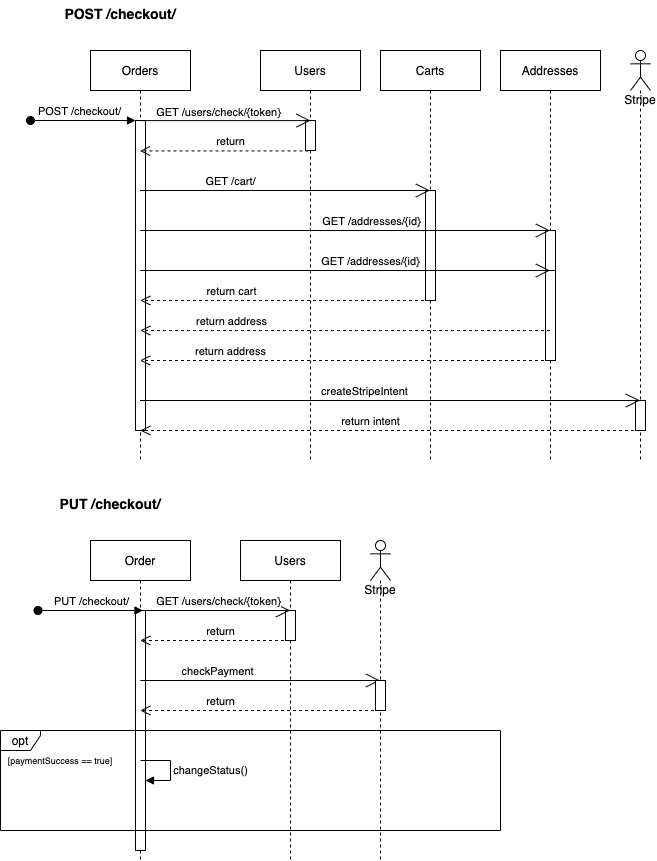 POST /checkout/
Orders
Users
Carts
Addresses
Stripe
POST /checkout/
GET /users/check/{token}
return
GET /cart/
GET /addresses/{id}
GET /addresses/{id}
return cart
return address
return address
createStripeIntent
return intent
PUT /checkout/
Order
Users
Stripe
PUT /checkout/
GET /users/check/{token}
return
checkPayment
return
opt
[paymentSuccess == true]
changeStatus()